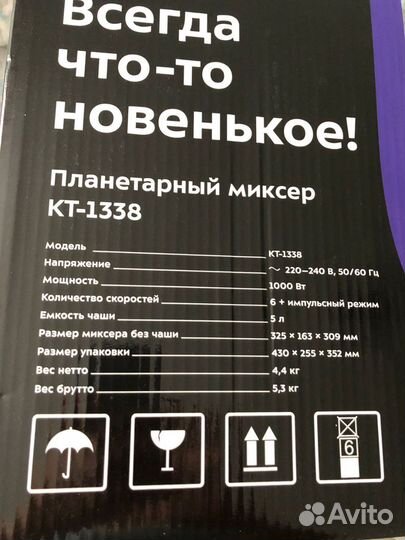 Всегда
что-то
новенькое!
Планетарный миксер
КТ-1338
Модель КТ-1338
Напряжение ~ 220–240 В, 50/60 Гц
Мощность 1000 Вт
Количество скоростей 6 + импульсный режим
Емкость чаши 5 л
Размер миксера без чаши 325 × 163 × 309 мм
Размер упаковки 430 × 255 × 352 мм
Вес нетто 4,4 кг
Вес брутто 5,3 кг
6
Avito